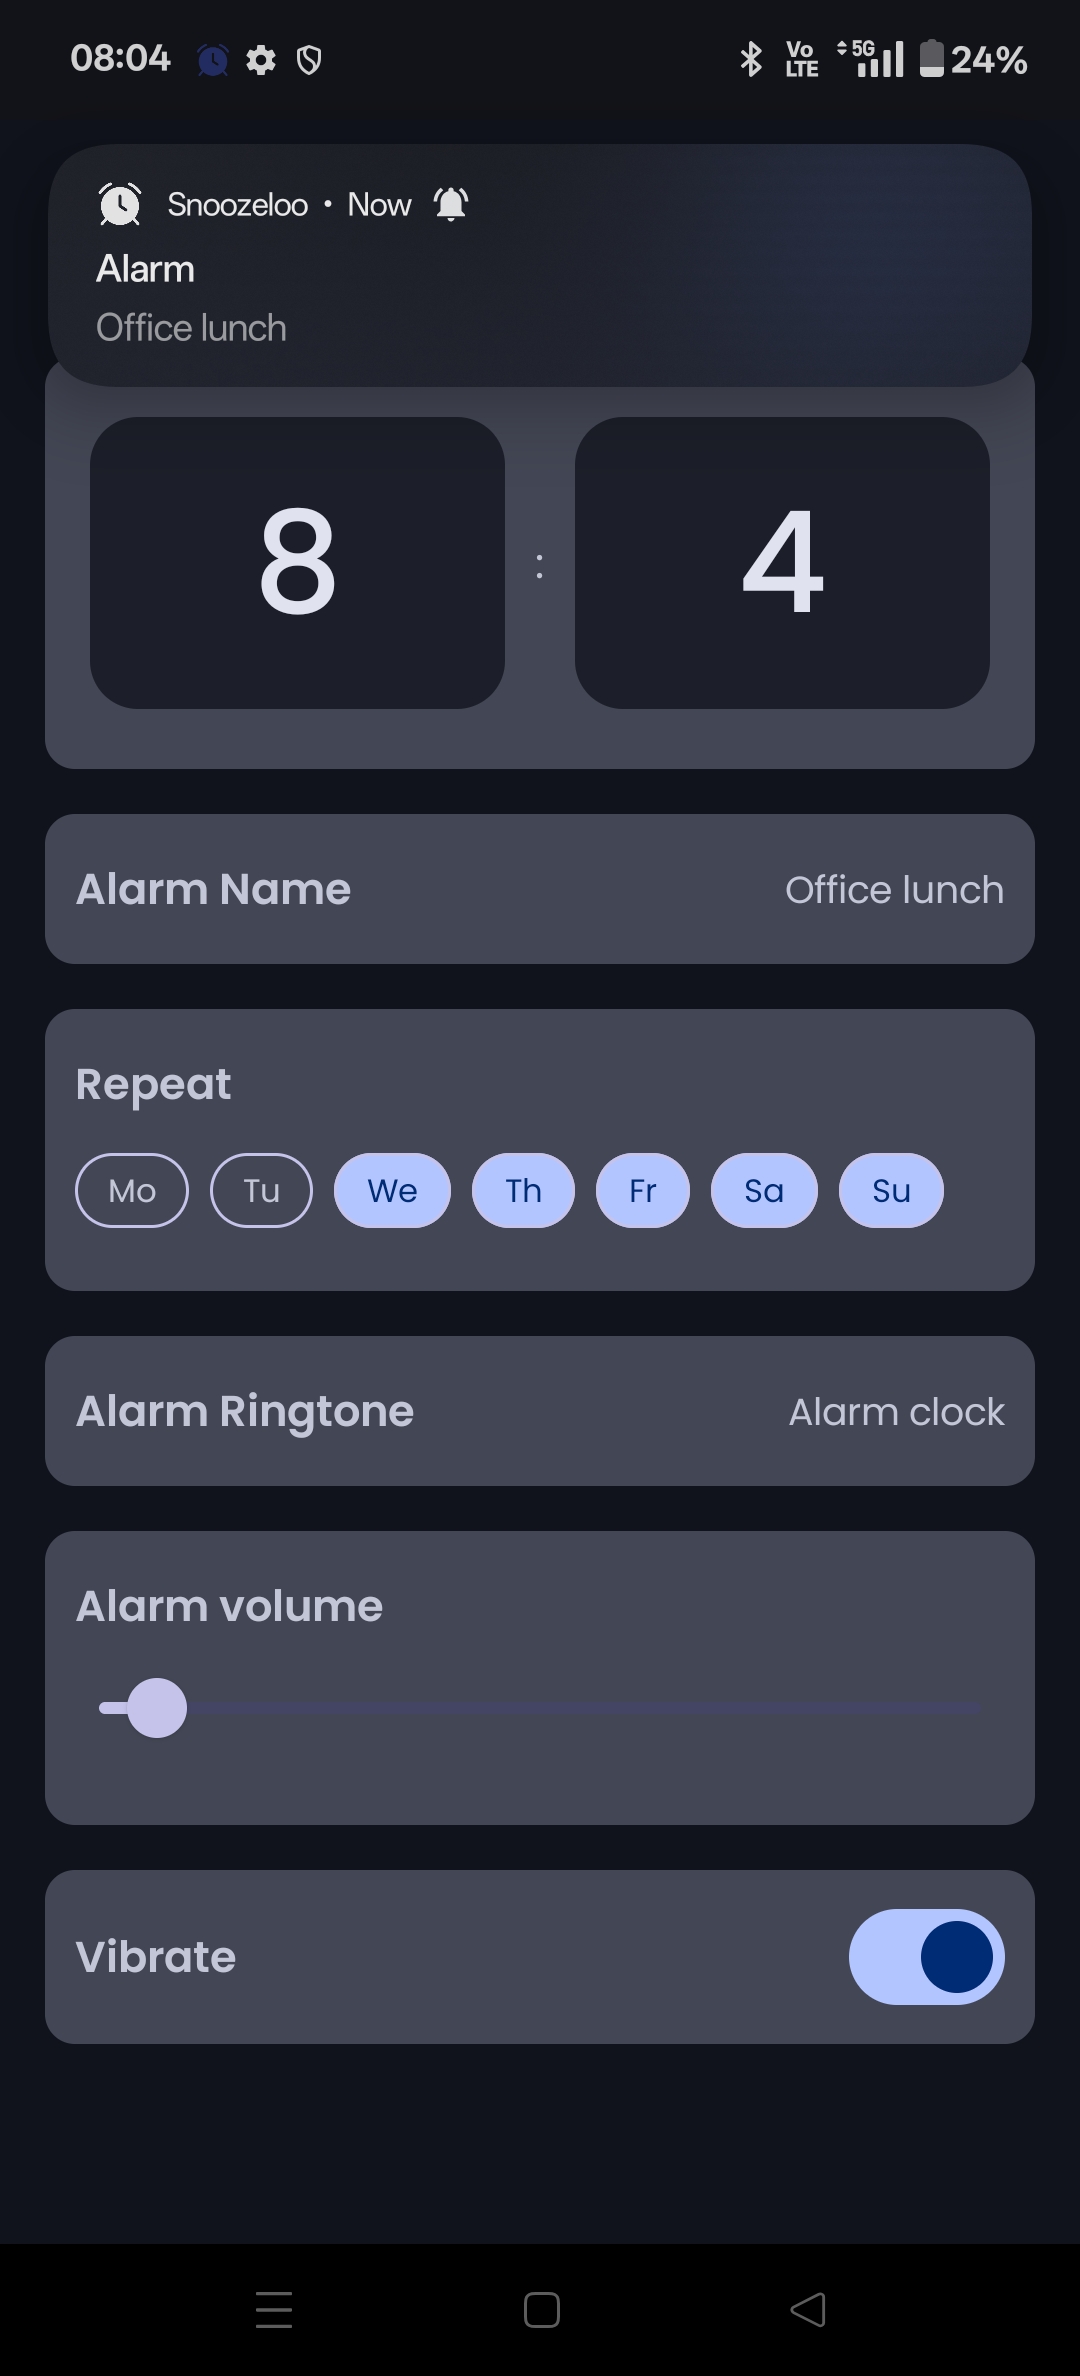 08:04
Vo
LTE
5G
24%
Snoozeloo • Now
Alarm
Office lunch
8 : 4
Alarm Name
Office lunch
Repeat
Mo Tu We Th Fr Sa Su
Alarm Ringtone
Alarm clock
Alarm volume
Vibrate